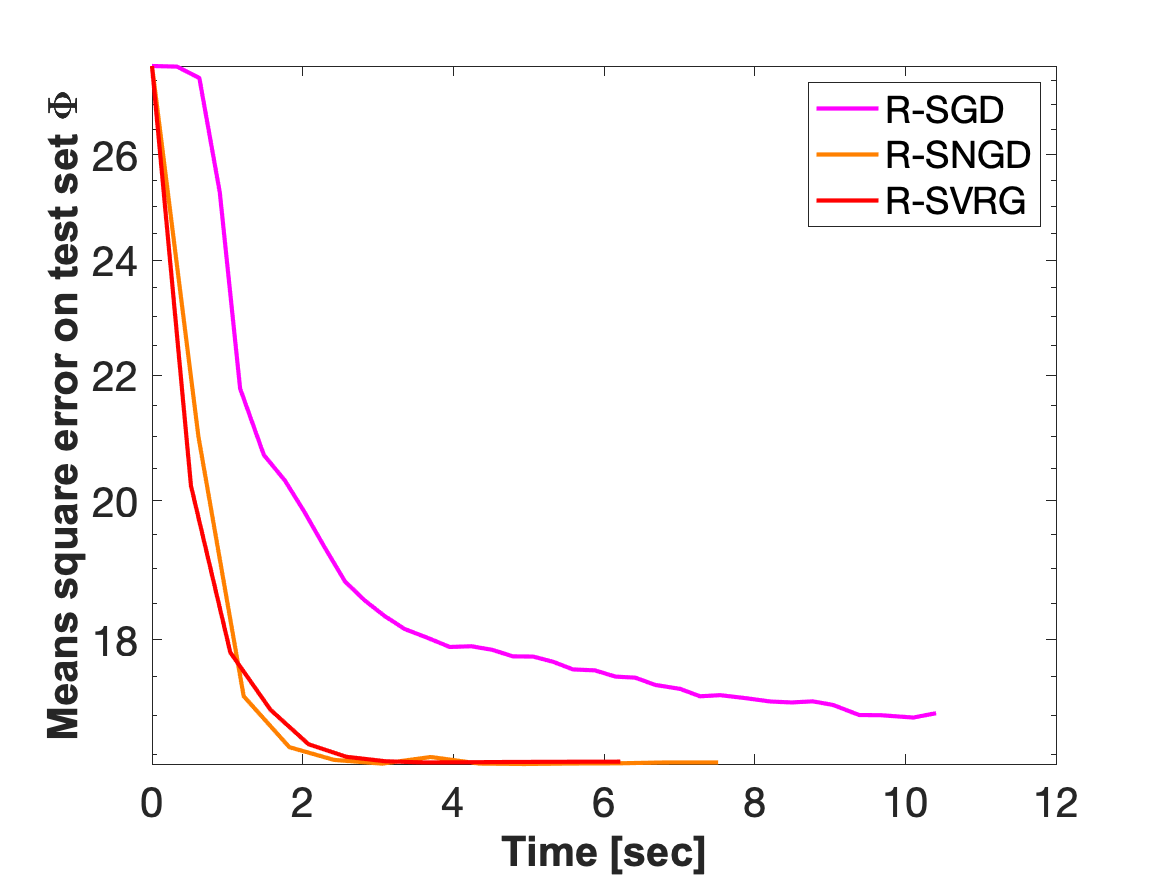 R-SGD
R-SNGD
R-SVRG
Means square error on test set Φ
26
24
22
20
18
0 2 4 6 8 10 12
Time [sec]